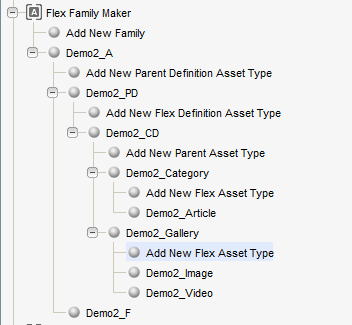 Flex Family Maker
Add New Family
Demo2_A
Add New Parent Definition Asset Type
Demo2_PD
Add New Flex Definition Asset Type
Demo2_CD
Add New Parent Asset Type
Demo2_Category
Add New Flex Asset Type
Demo2_Article
Demo2_Gallery
Add New Flex Asset Type
Demo2_Image
Demo2_Video
Demo2_F